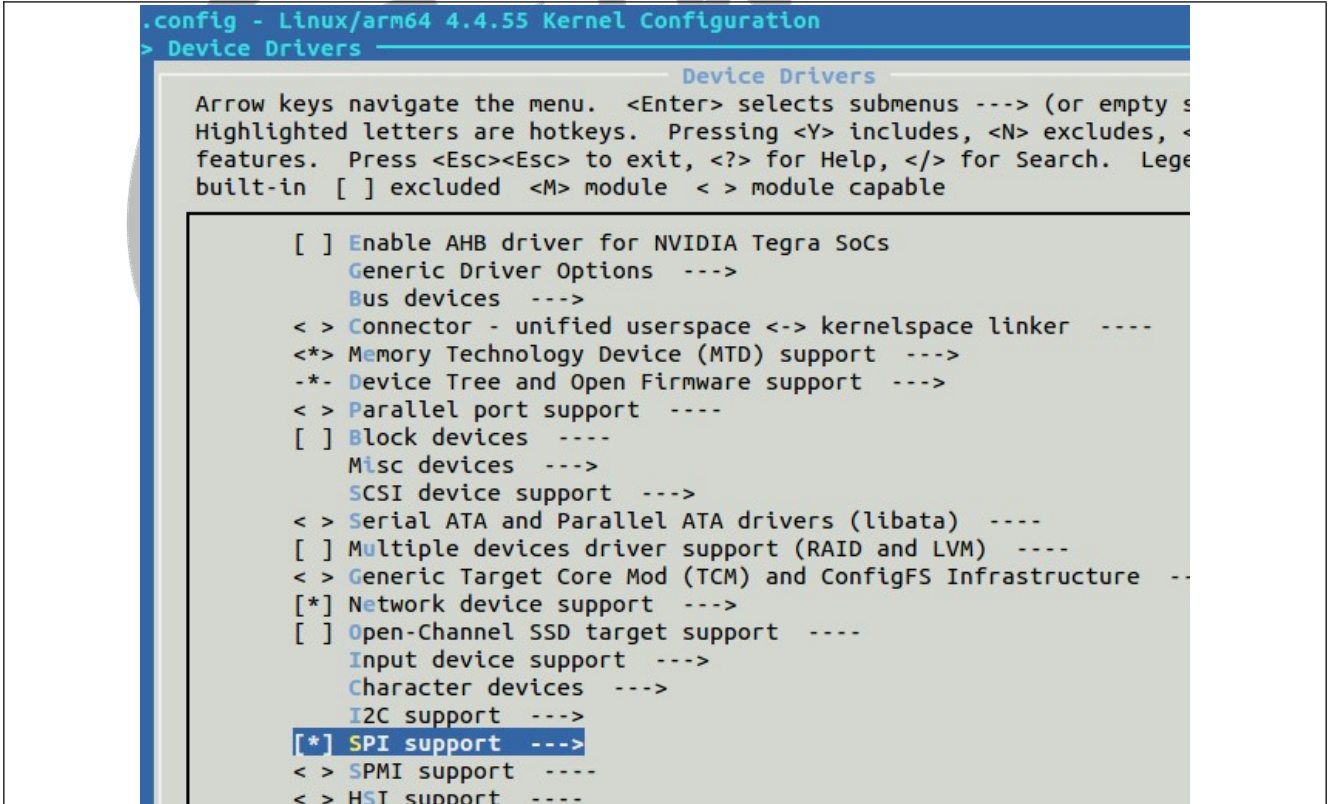 .config - Linux/arm64 4.4.55 Kernel Configuration
> Device Drivers
Device Drivers
Arrow keys navigate the menu.  <Enter> selects submenus ---> (or empty s
Highlighted letters are hotkeys.  Pressing <Y> includes, <N> excludes, <
features.  Press <Esc><Esc> to exit, <?> for Help, </> for Search.  Lege
built-in  [ ] excluded  <M> module  < > module capable
[ ] Enable AHB driver for NVIDIA Tegra SoCs
Generic Driver Options  --->
Bus devices  --->
< > Connector - unified userspace <-> kernelspace linker  ----
<*> Memory Technology Device (MTD) support  --->
-*- Device Tree and Open Firmware support  --->
< > Parallel port support  ----
[ ] Block devices  ----
Misc devices  --->
SCSI device support  --->
< > Serial ATA and Parallel ATA drivers (libata)  ----
[ ] Multiple devices driver support (RAID and LVM)  ----
< > Generic Target Core Mod (TCM) and ConfigFS Infrastructure  --
[*] Network device support  --->
[ ] Open-Channel SSD target support  ----
Input device support  --->
Character devices  --->
I2C support  --->
[*] SPI support  --->
< > SPMI support  ----
< > HSI support  ----